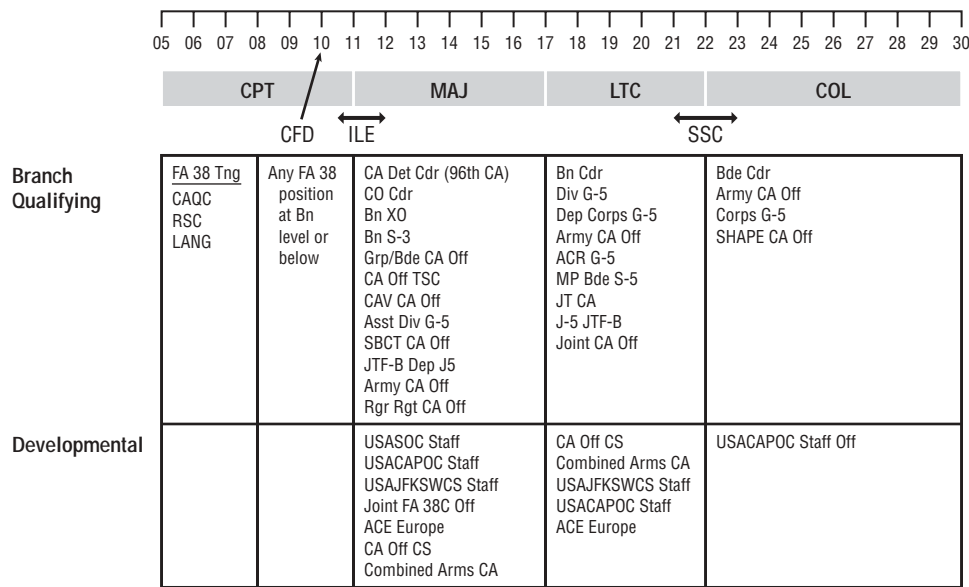 05 06 07 08 09 10 11 12 13 14 15 16 17 18 19 20 21 22 23 24 25 26 27 28 29 30
CPT MAJ LTC COL
CFD ILE SSC
Branch
Qualifying
FA 38 Tng
CAQC
RSC
LANG
Any FA 38
position
at Bn
level or
below
CA Det Cdr (96th CA)
CO Cdr
Bn XO
Bn S-3
Grp/Bde CA Off
CA Off TSC
CAV CA Off
Asst Div G-5
SBCT CA Off
JTF-B Dep J5
Army CA Off
Rgr Rgt CA Off
Bn Cdr
Div G-5
Dep Corps G-5
Army CA Off
ACR G-5
MP Bde S-5
JT CA
J-5 JTF-B
Joint CA Off
Bde Cdr
Army CA Off
Corps G-5
SHAPE CA Off
Developmental
USASOC Staff
USACAPOC Staff
USAJFKSWCS Staff
Joint FA 38C Off
ACE Europe
CA Off CS
Combined Arms CA
CA Off CS
Combined Arms CA
USAJFKSWCS Staff
USACAPOC Staff
ACE Europe
USACAPOC Staff Off